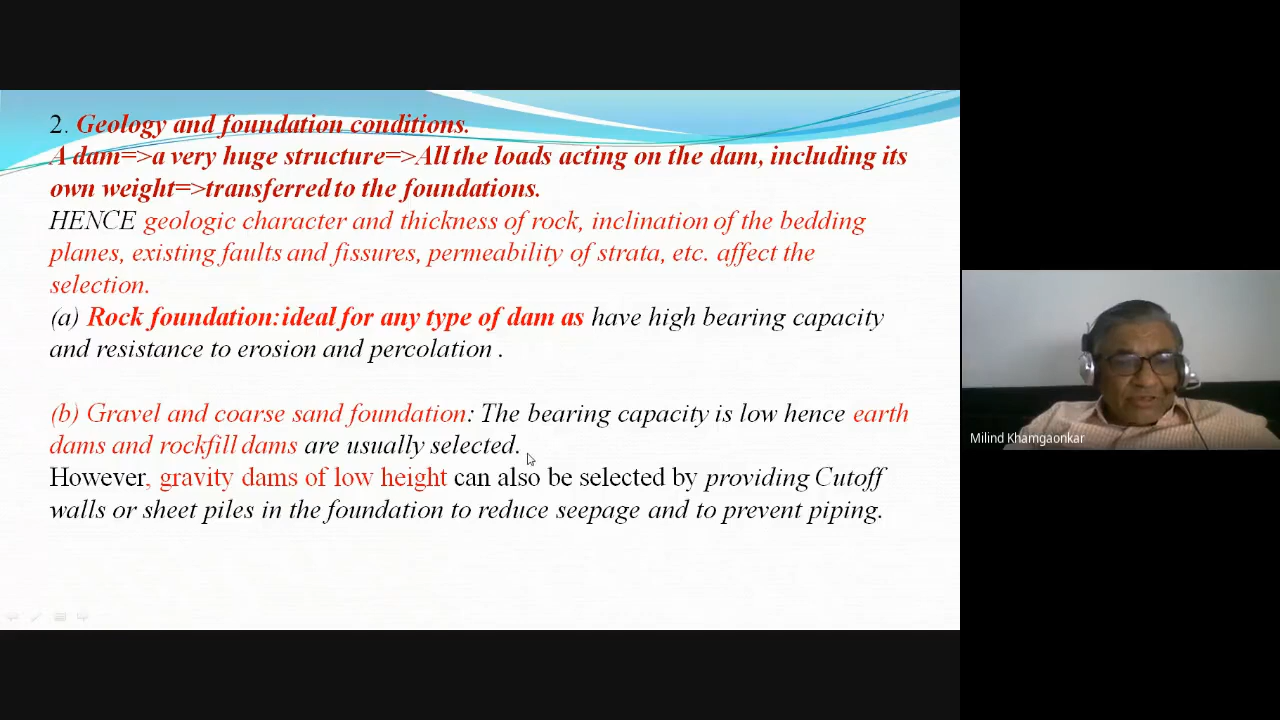 2. Geology and foundation conditions.
A dam=>a very huge structure=>All the loads acting on the dam, including its
own weight=>transferred to the foundations.
HENCE geologic character and thickness of rock, inclination of the bedding
planes, existing faults and fissures, permeability of strata, etc. affect the
selection.
(a) Rock foundation:ideal for any type of dam as have high bearing capacity
and resistance to erosion and percolation .
(b) Gravel and coarse sand foundation: The bearing capacity is low hence earth
dams and rockfill dams are usually selected.
However, gravity dams of low height can also be selected by providing Cutoff
walls or sheet piles in the foundation to reduce seepage and to prevent piping.
Milind Khamgaonkar